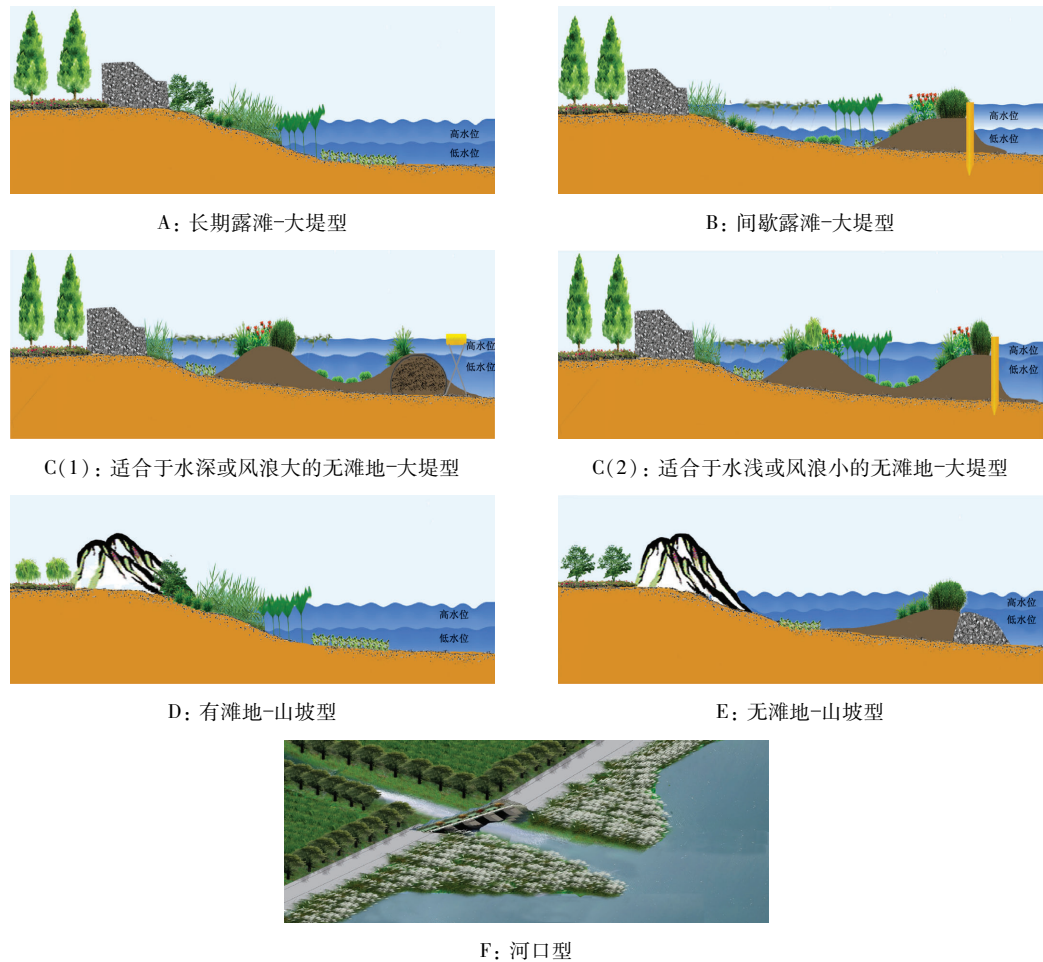 高水位
低水位
高水位
低水位
A: 长期露滩-大堤型
B: 间歇露滩-大堤型
高水位
低水位
高水位
低水位
C(1): 适合于水深或风浪大的无滩地-大堤型
C(2): 适合于水浅或风浪小的无滩地-大堤型
高水位
低水位
高水位
低水位
D: 有滩地-山坡型
E: 无滩地-山坡型
F: 河口型